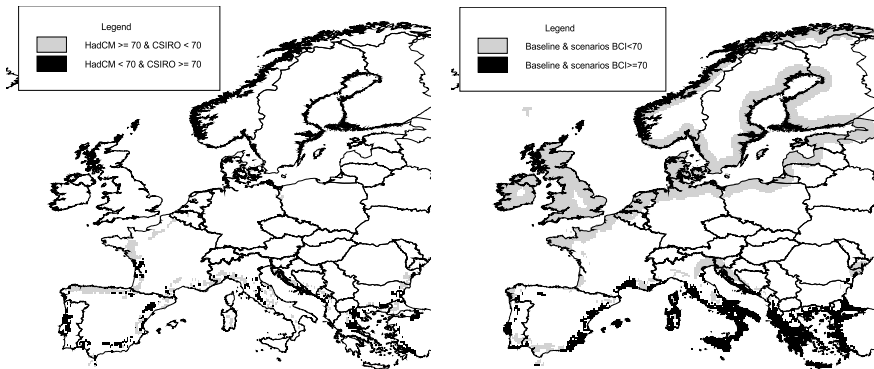 Legend
HadCM >= 70 & CSIRO < 70
HadCM < 70 & CSIRO >= 70
Legend
Baseline & scenarios BCI<70
Baseline & scenarios BCI>=70